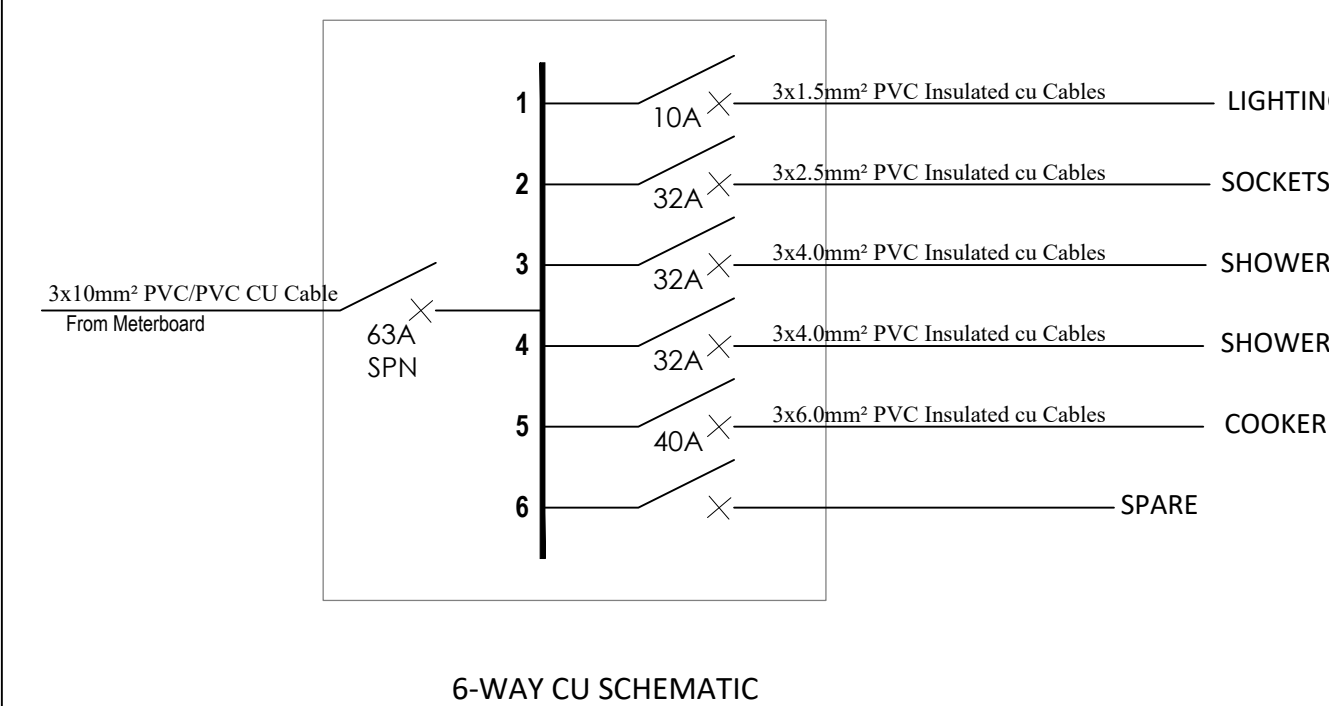 1 10A 3x1.5mm² PVC Insulated cu Cables LIGHTIN
2 32A 3x2.5mm² PVC Insulated cu Cables SOCKETS
3 32A 3x4.0mm² PVC Insulated cu Cables SHOWER
3x10mm² PVC/PVC CU Cable
From Meterboard
63A
SPN
4 32A 3x4.0mm² PVC Insulated cu Cables SHOWER
5 40A 3x6.0mm² PVC Insulated cu Cables COOKER
6 SPARE
6-WAY CU SCHEMATIC